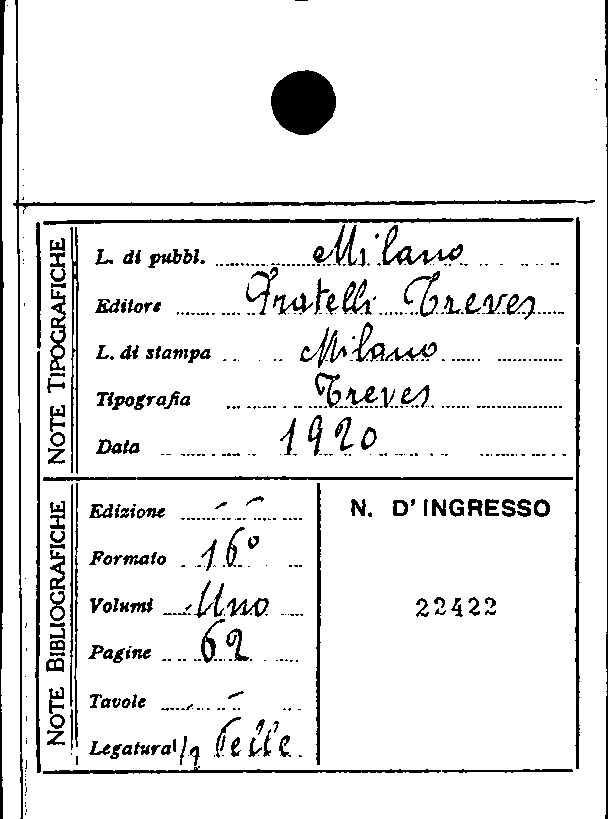 NOTE TIPOGRAFICHE
L. di pubbl. Milano
Editore Fratelli Treves
L. di stampa Milano
Tipografia Treves
Data 1920
NOTE BIBLIOGRAFICHE
Edizione - -
Formato 16°
Volumi Uno
Pagine 62
Tavole -
Legatura 1/2 Pelle
N. D'INGRESSO
22422